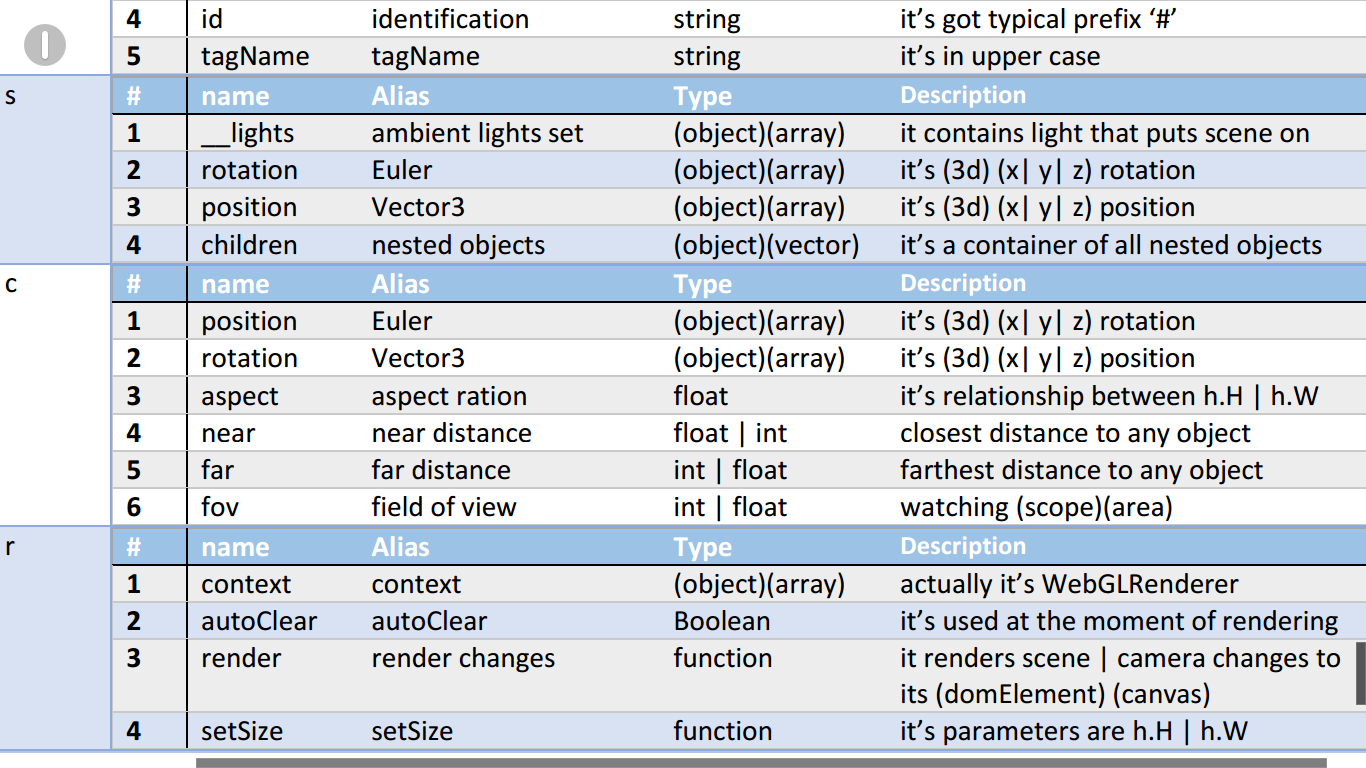 4 id identification string it’s got typical prefix ‘#’
5 tagName tagName string it’s in upper case
s # name Alias Type Description
1 __lights ambient lights set (object)(array) it contains light that puts scene on
2 rotation Euler (object)(array) it’s (3d) (x| y| z) rotation
3 position Vector3 (object)(array) it’s (3d) (x| y| z) position
4 children nested objects (object)(vector) it’s a container of all nested objects
c # name Alias Type Description
1 position Euler (object)(array) it’s (3d) (x| y| z) rotation
2 rotation Vector3 (object)(array) it’s (3d) (x| y| z) position
3 aspect aspect ration float it’s relationship between h.H | h.W
4 near near distance float | int closest distance to any object
5 far far distance int | float farthest distance to any object
6 fov field of view int | float watching (scope)(area)
r # name Alias Type Description
1 context context (object)(array) actually it’s WebGLRenderer
2 autoClear autoClear Boolean it’s used at the moment of rendering
3 render render changes function it renders scene | camera changes to
its (domElement) (canvas)
4 setSize setSize function it’s parameters are h.H | h.W